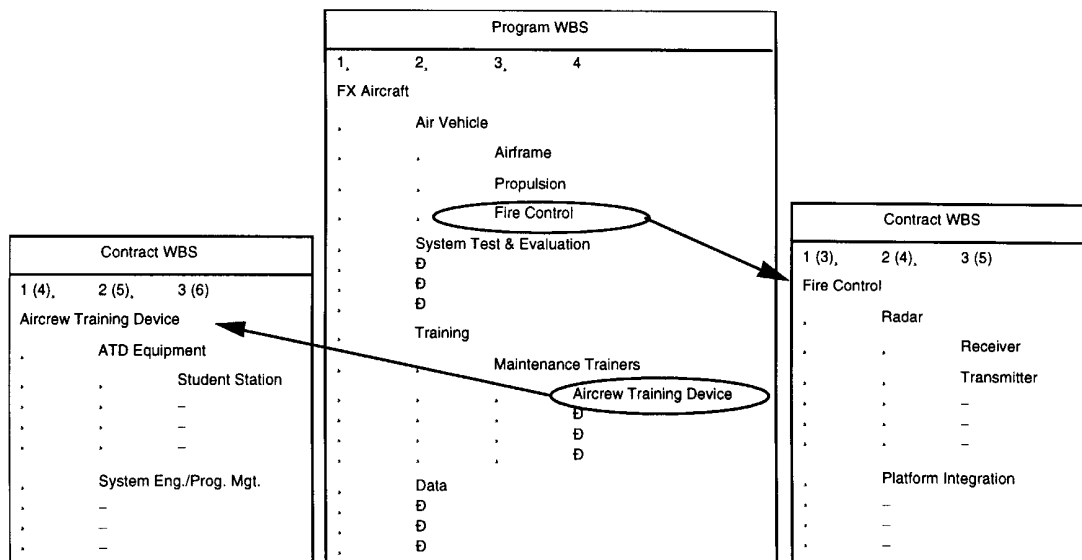 Program WBS
1, 2, 3, 4
FX Aircraft
Air Vehicle
Airframe
Propulsion
Fire Control
System Test & Evaluation
Đ
Đ
Đ
Training
Maintenance Trainers
Aircrew Training Device
Đ
Đ
Đ
Data
Đ
Đ
Đ
Contract WBS
1 (4), 2 (5), 3 (6)
Aircrew Training Device
ATD Equipment
Student Station
–
–
–
System Eng./Prog. Mgt.
–
–
–
Contract WBS
1 (3), 2 (4), 3 (5)
Fire Control
Radar
Receiver
Transmitter
–
–
–
Platform Integration
–
–
–